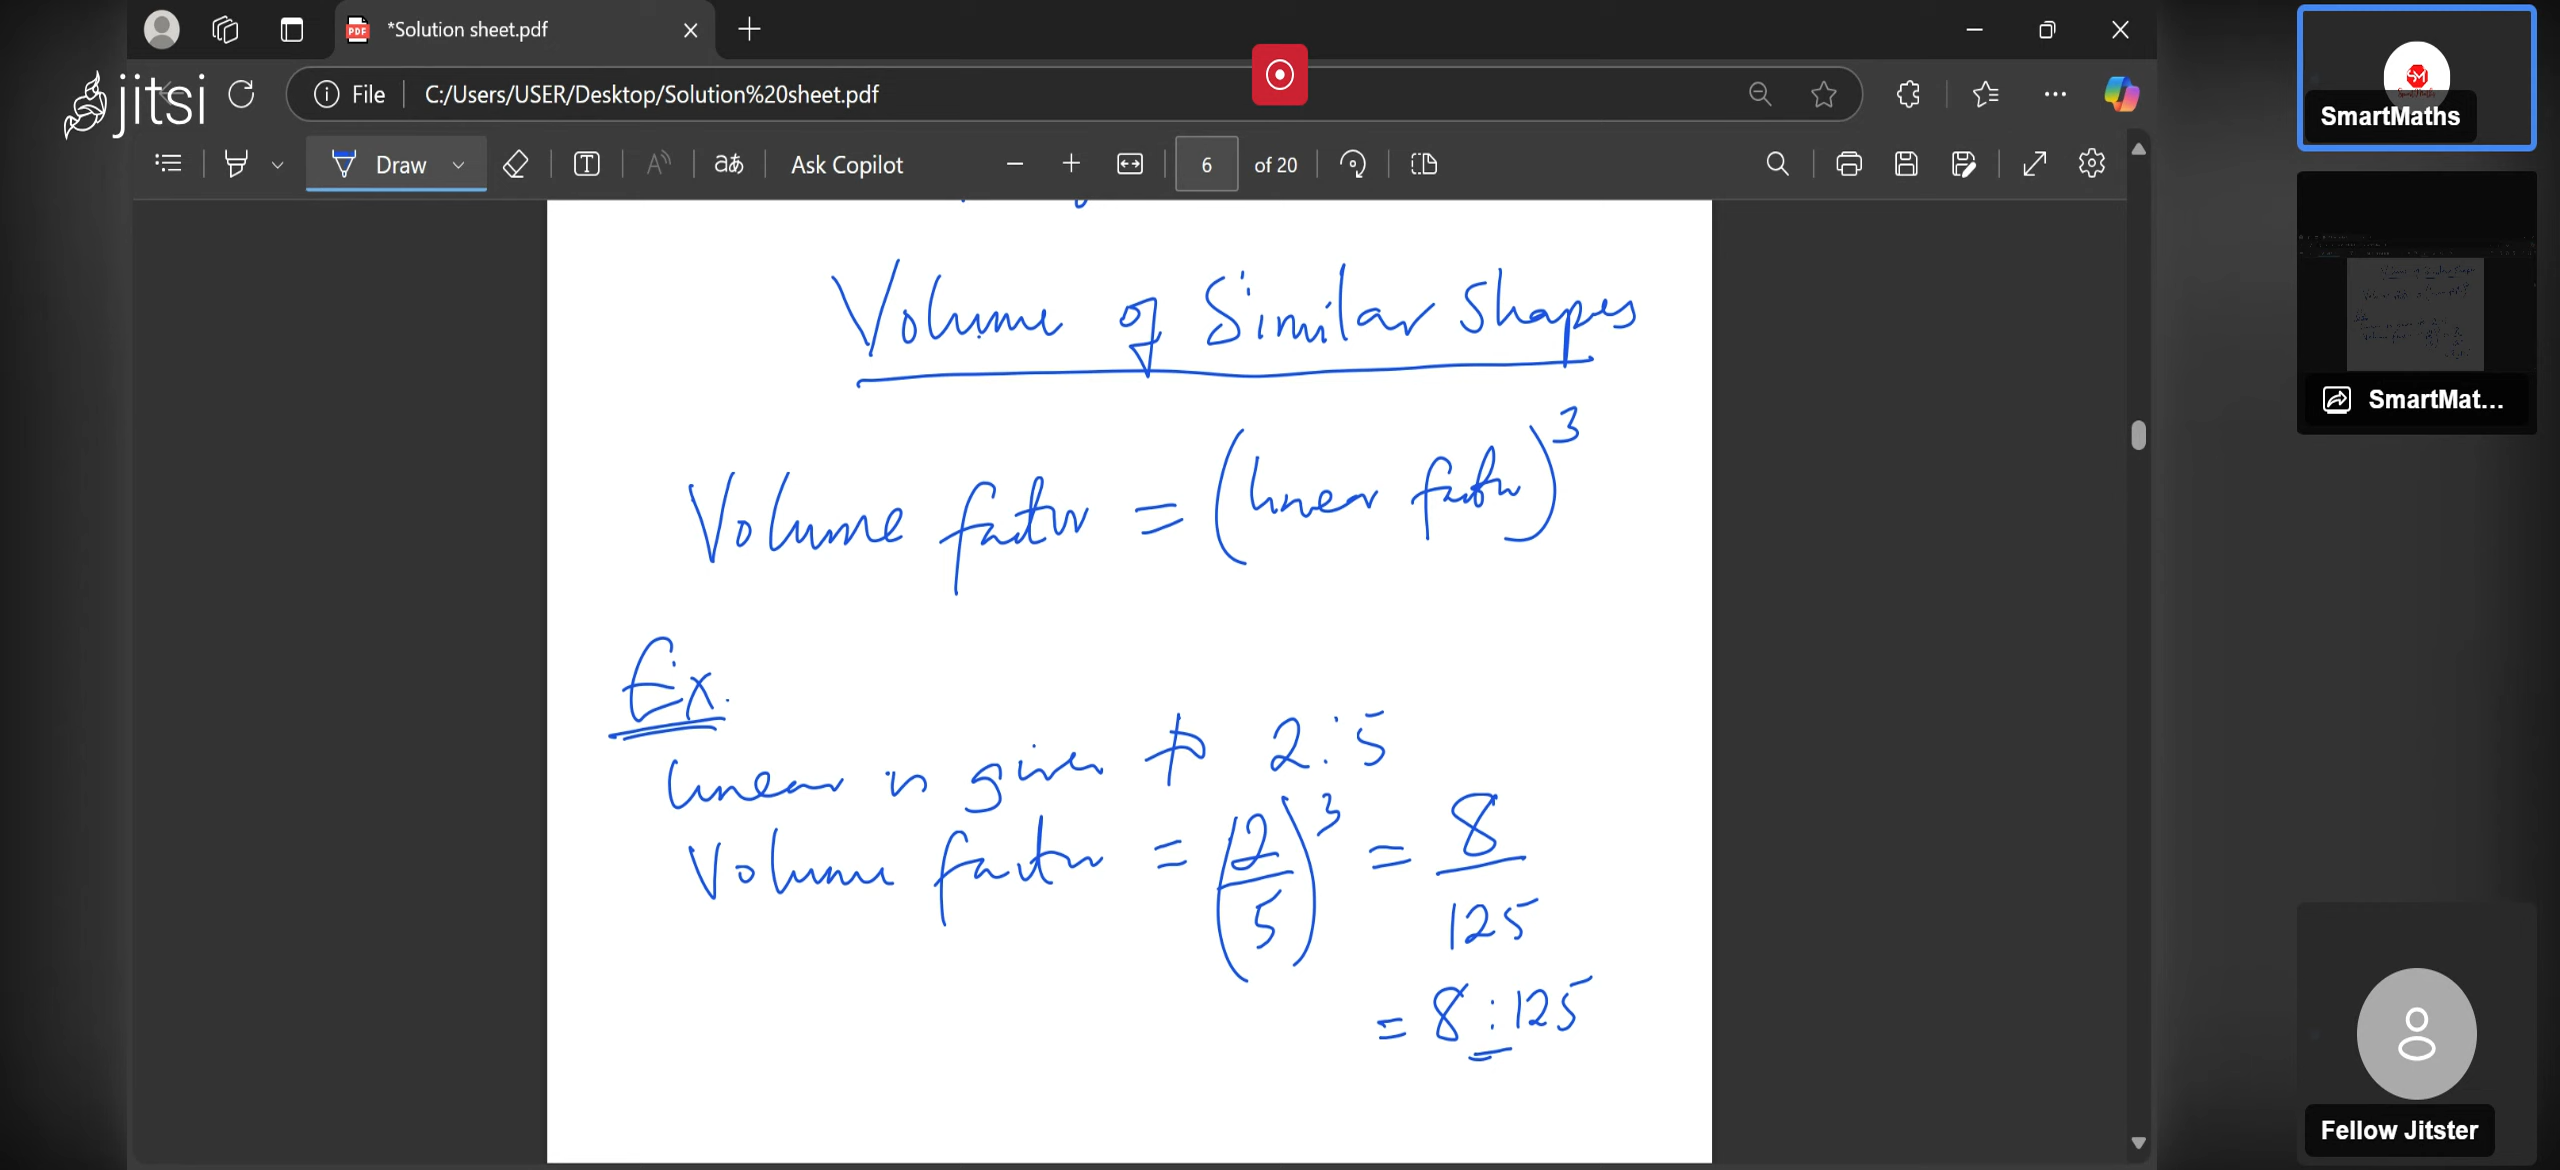 *Solution sheet.pdf
jitsi
File
C:/Users/USER/Desktop/Solution%20sheet.pdf
Draw
Ask Copilot
6 of 20
Volume of Similar Shapes
Volume factor = (linear factor)³
Ex.
linear is given to 2:5
Volume factor = (2/5)³ = 8/125
= 8:125
SmartMaths
SmartMat...
Fellow Jitster